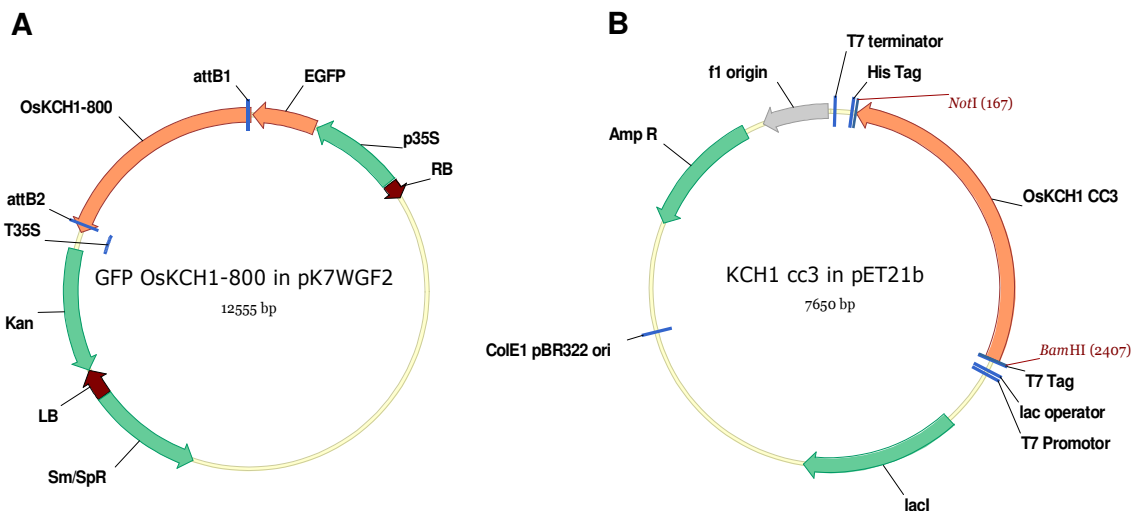 A
attB1
EGFP
OsKCH1-800
p35S
RB
attB2
T35S
GFP OsKCH1-800 in pK7WGF2
12555 bp
Kan
LB
Sm/SpR
B
T7 terminator
f1 origin
His Tag
NotI (167)
Amp R
OsKCH1 CC3
KCH1 cc3 in pET21b
7650 bp
ColE1 pBR322 ori
BamHI (2407)
T7 Tag
lac operator
T7 Promotor
lacI